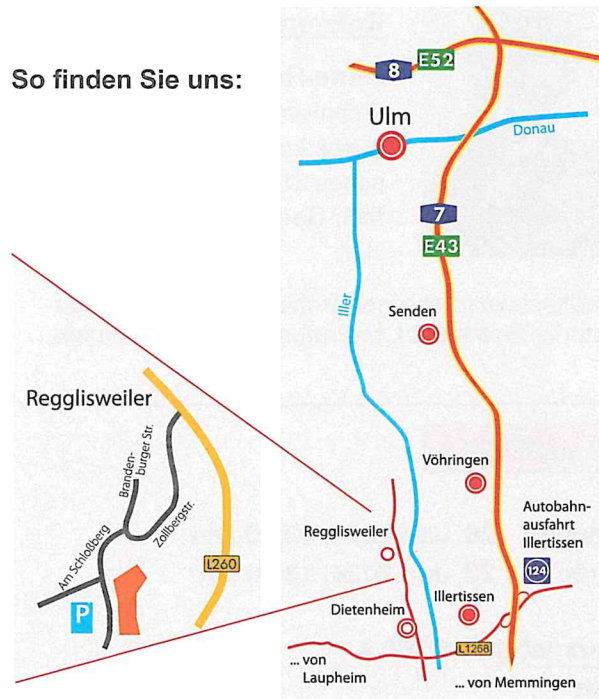 So finden Sie uns:
8
E52
Ulm
Donau
7
E43
Iller
Senden
Regglisweiler
Branden-
burger Str.
Zollbergstr.
Am Schloßberg
L260
P
Vöhringen
Autobahn-
ausfahrt
Illertissen
124
Regglisweiler
Dietenheim
Illertissen
L1268
... von
Laupheim
... von Memmingen